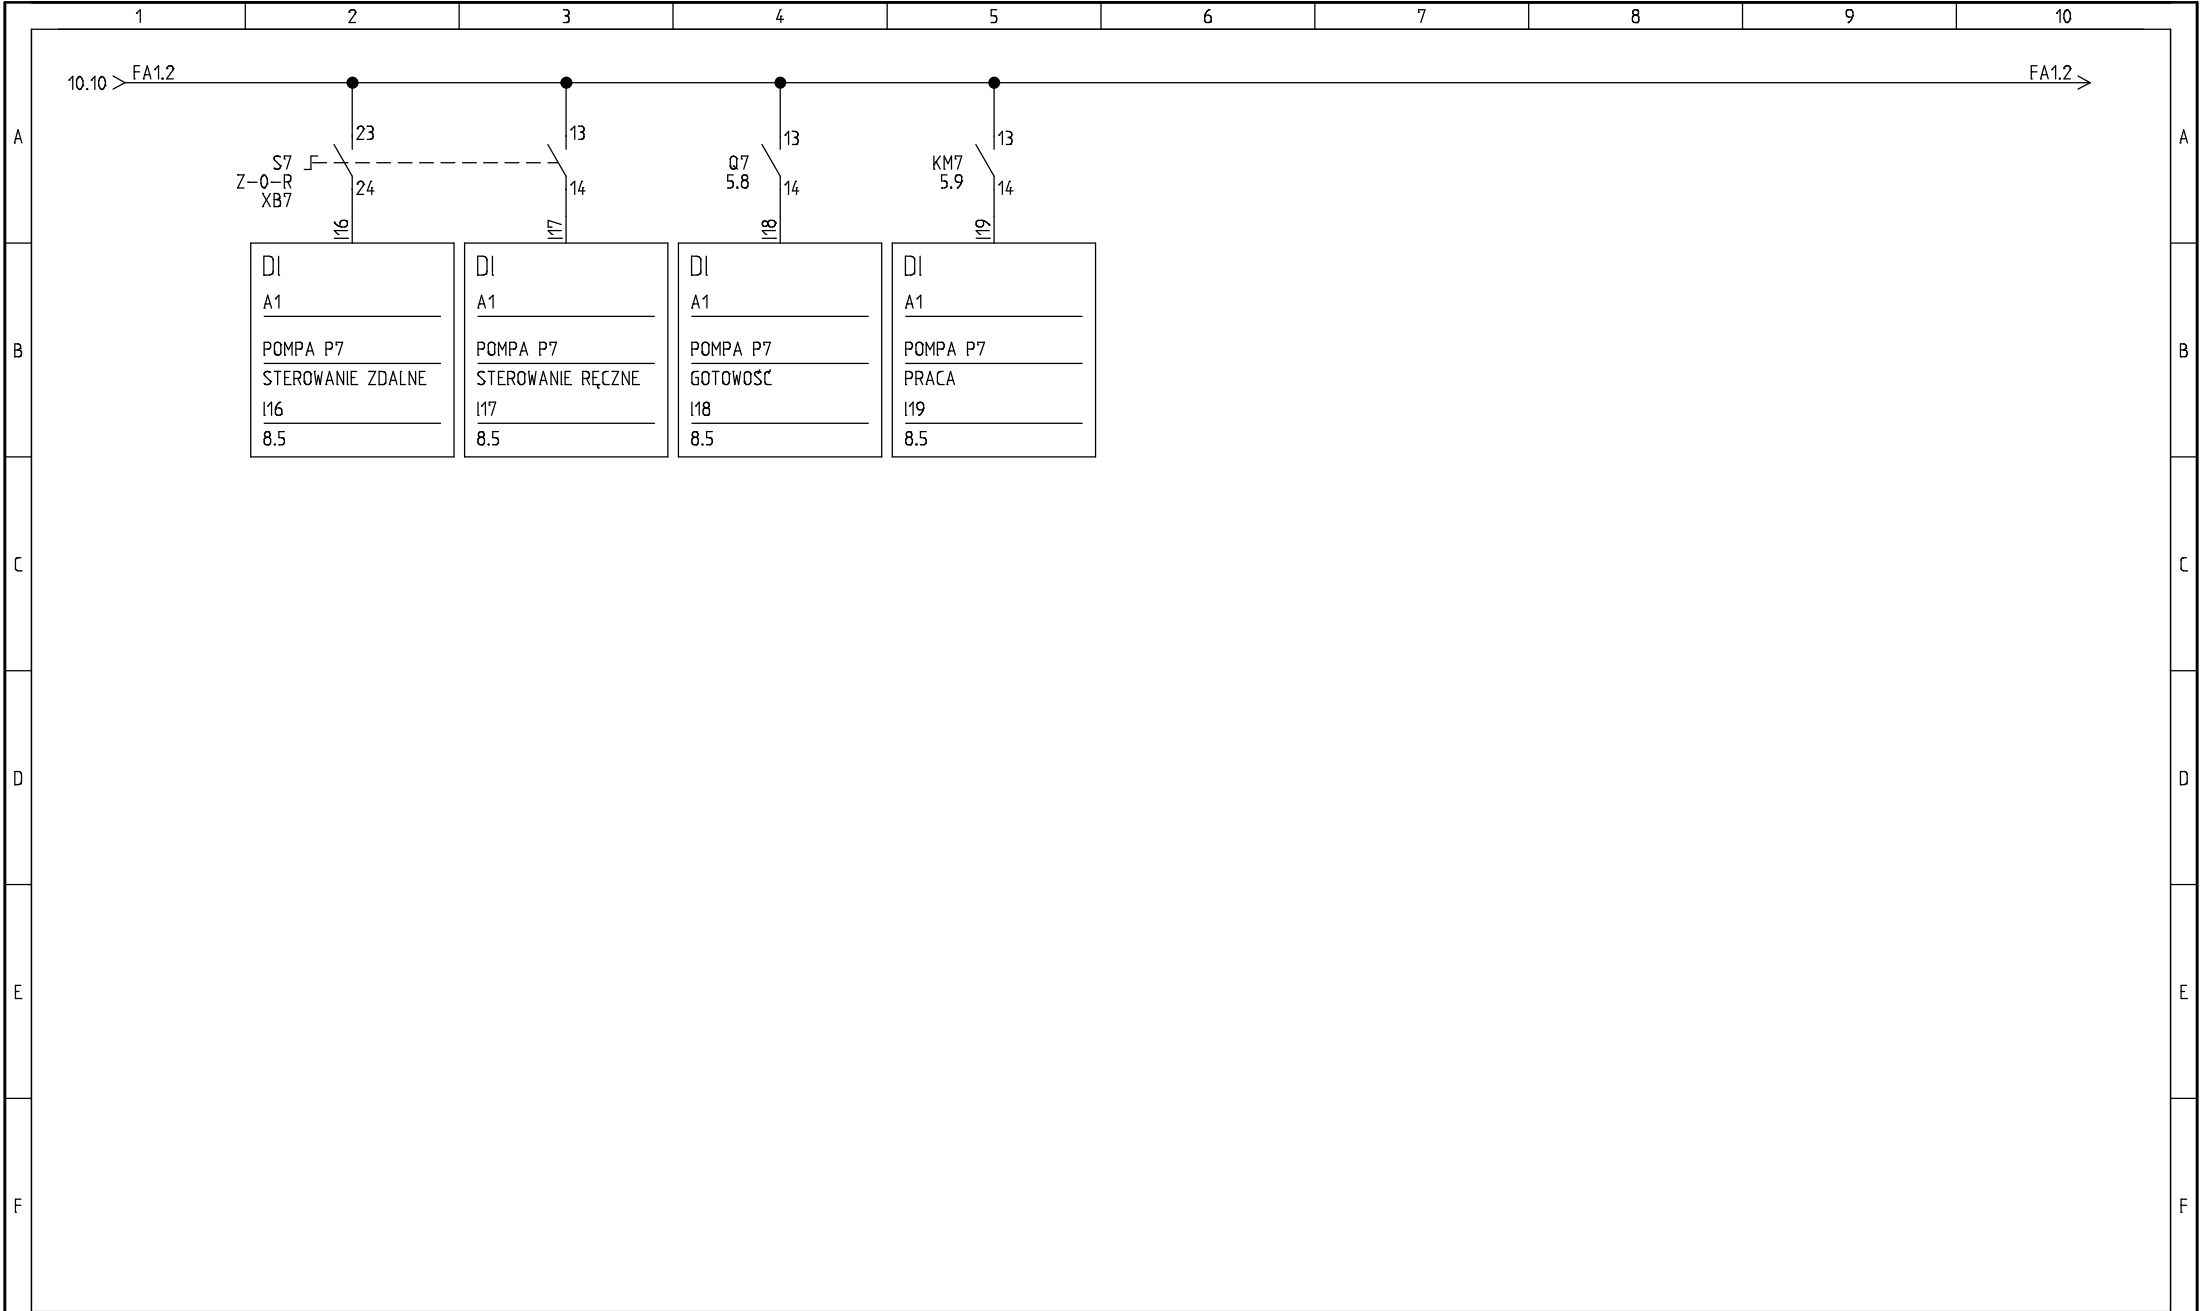 1 2 3 4 5 6 7 8 9 10
10.10 FA1.2 FA1.2
A A
23 13 13 13
S7 Q7 KM7
Z-0-R 5.8 5.9
XB7
24 14 14 14
I16 I17 I18 I19
DI DI DI DI
A1 A1 A1 A1
B B
POMPA P7 POMPA P7 POMPA P7 POMPA P7
STEROWANIE ZDALNE STEROWANIE RĘCZNE GOTOWOŚĆ PRACA
I16 I17 I18 I19
8.5 8.5 8.5 8.5
C C
D D
E E
F F